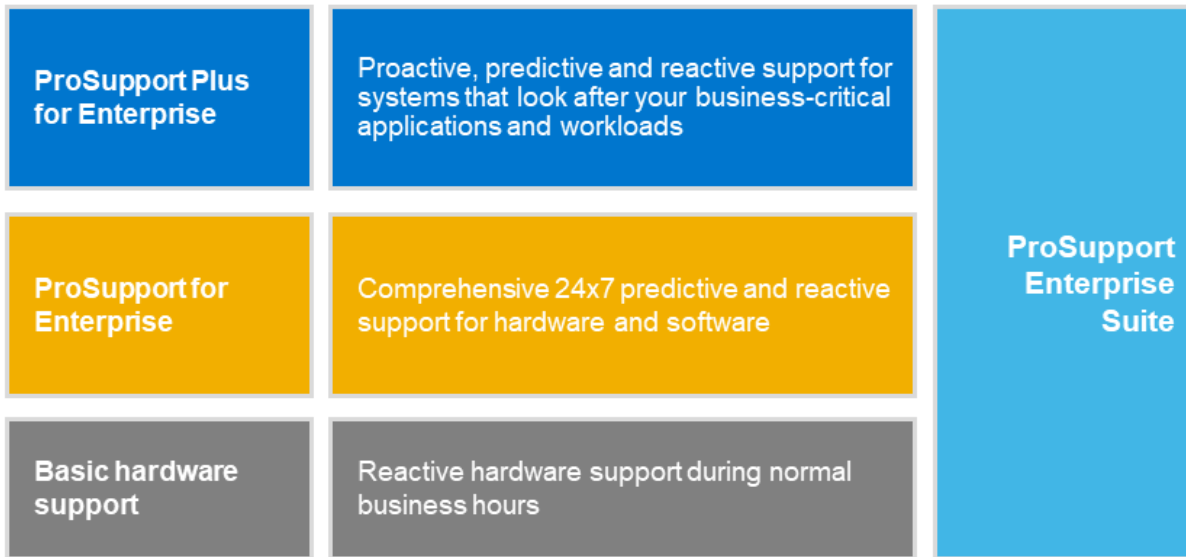 ProSupport Plus
for Enterprise
Proactive, predictive and reactive support for
systems that look after your business-critical
applications and workloads
ProSupport for
Enterprise
Comprehensive 24x7 predictive and reactive
support for hardware and software
Basic hardware
support
Reactive hardware support during normal
business hours
ProSupport
Enterprise
Suite